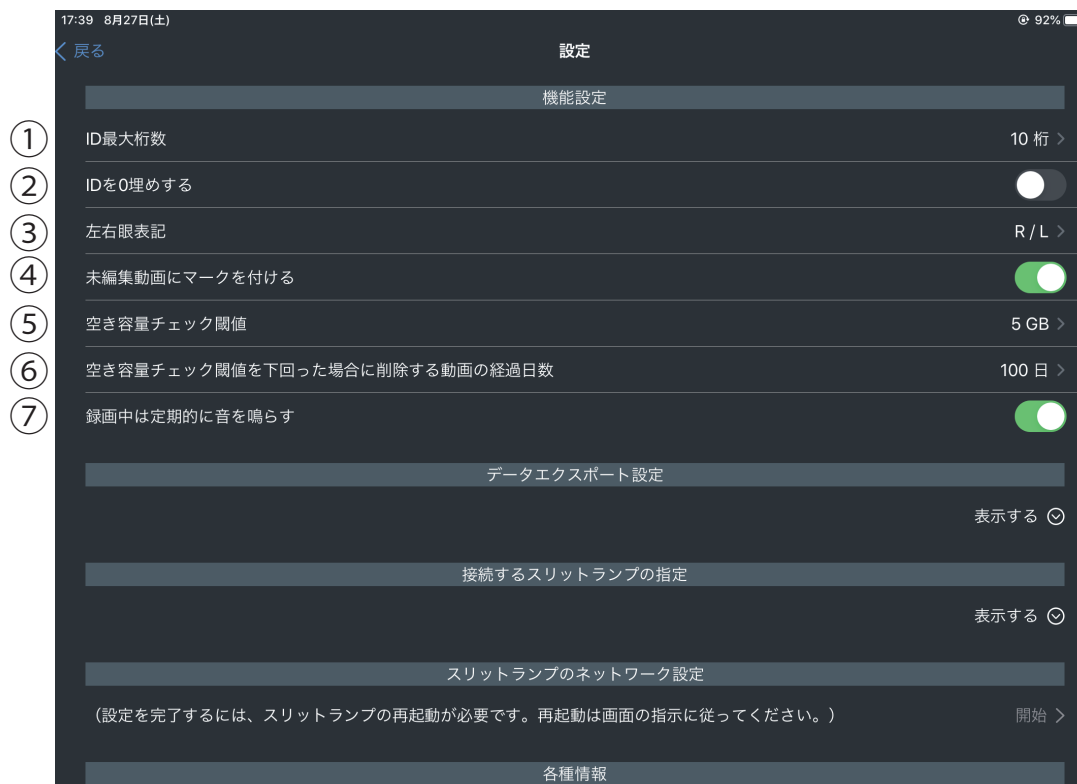 17:39 8月27日(土) 92%
戻る 設定
機能設定
① ID最大桁数 10 桁
② IDを0埋めする
③ 左右眼表記 R / L
④ 未編集動画にマークを付ける
⑤ 空き容量チェック閾値 5 GB
⑥ 空き容量チェック閾値を下回った場合に削除する動画の経過日数 100 日
⑦ 録画中は定期的に音を鳴らす
データエクスポート設定
表示する
接続するスリットランプの指定
表示する
スリットランプのネットワーク設定
（設定を完了するには、スリットランプの再起動が必要です。再起動は画面の指示に従ってください。） 開始
各種情報